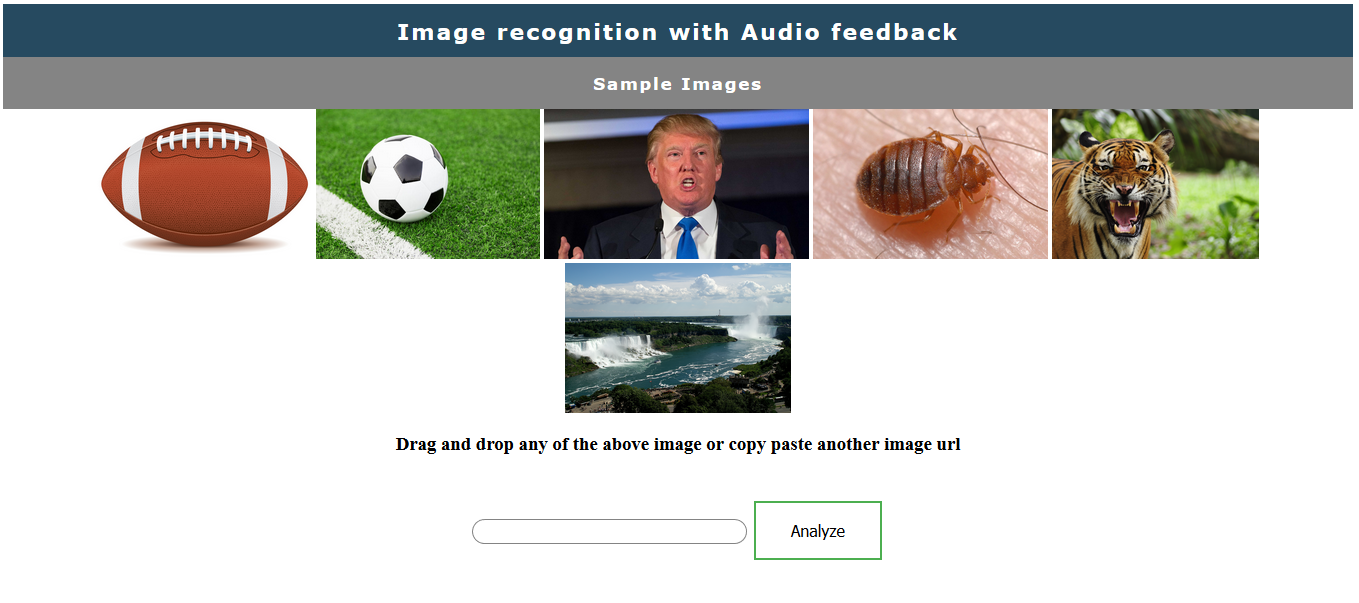 Image recognition with Audio feedback
Sample Images
Drag and drop any of the above image or copy paste another image url
Analyze